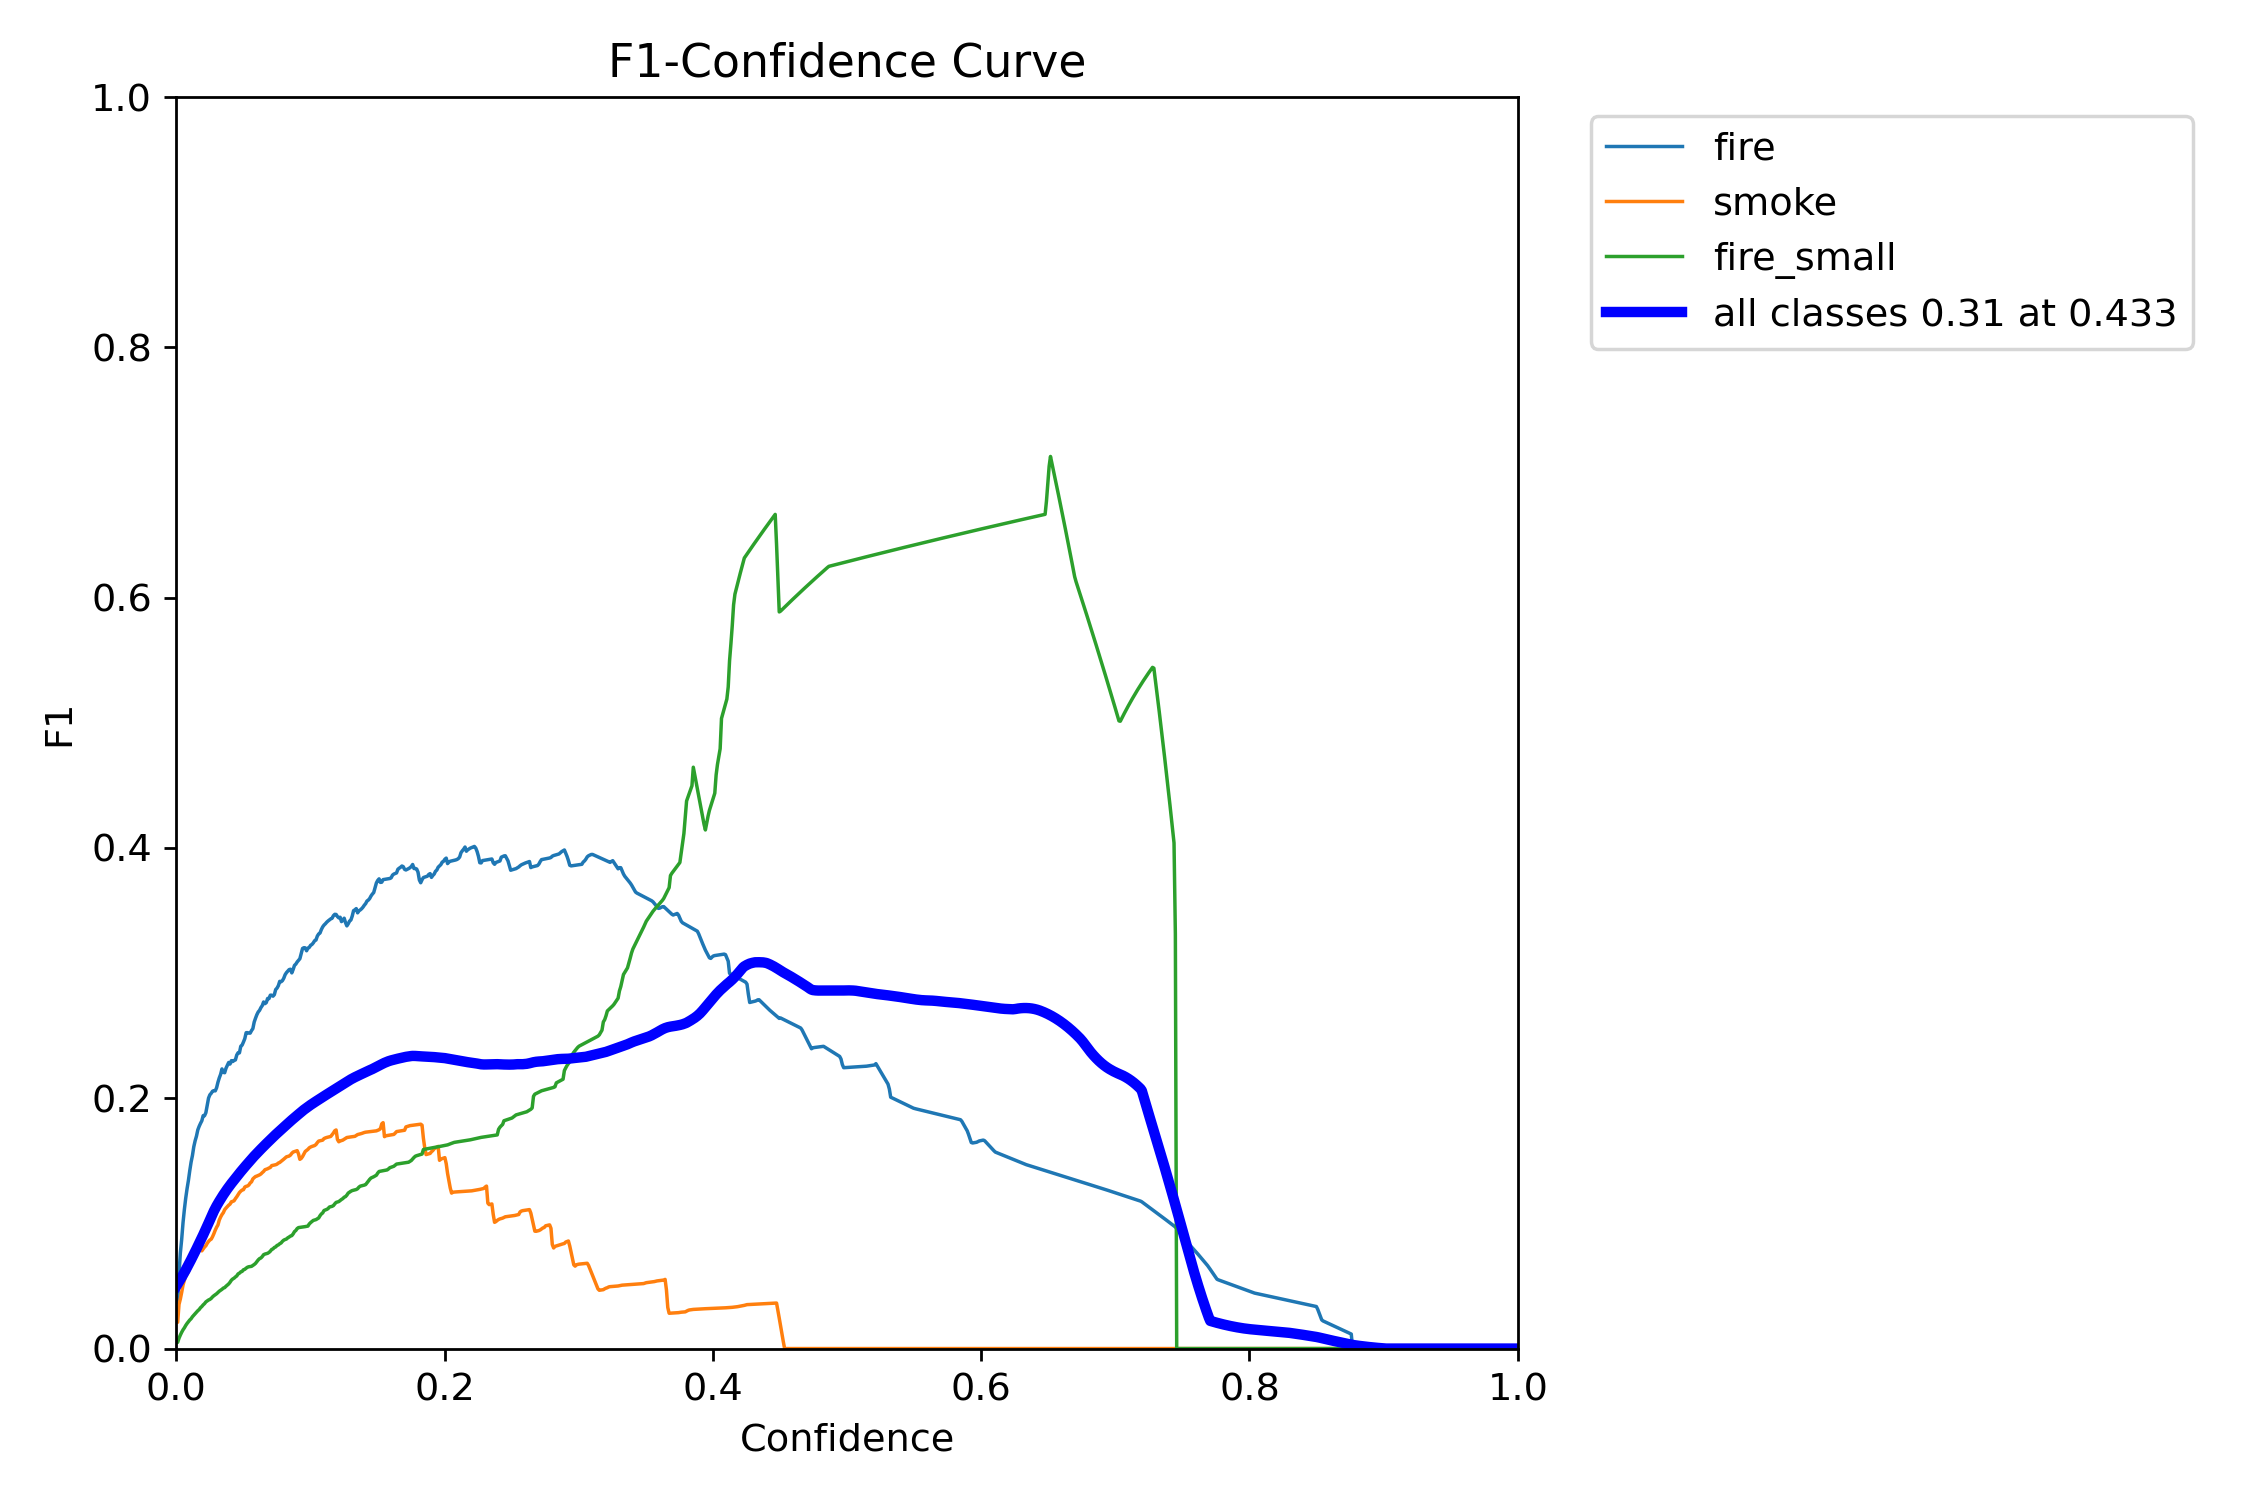 F1-Confidence Curve
1.0
0.8
0.6
0.4
0.2
0.0
F1
0.0 0.2 0.4 0.6 0.8 1.0
Confidence
fire
smoke
fire_small
all classes 0.31 at 0.433